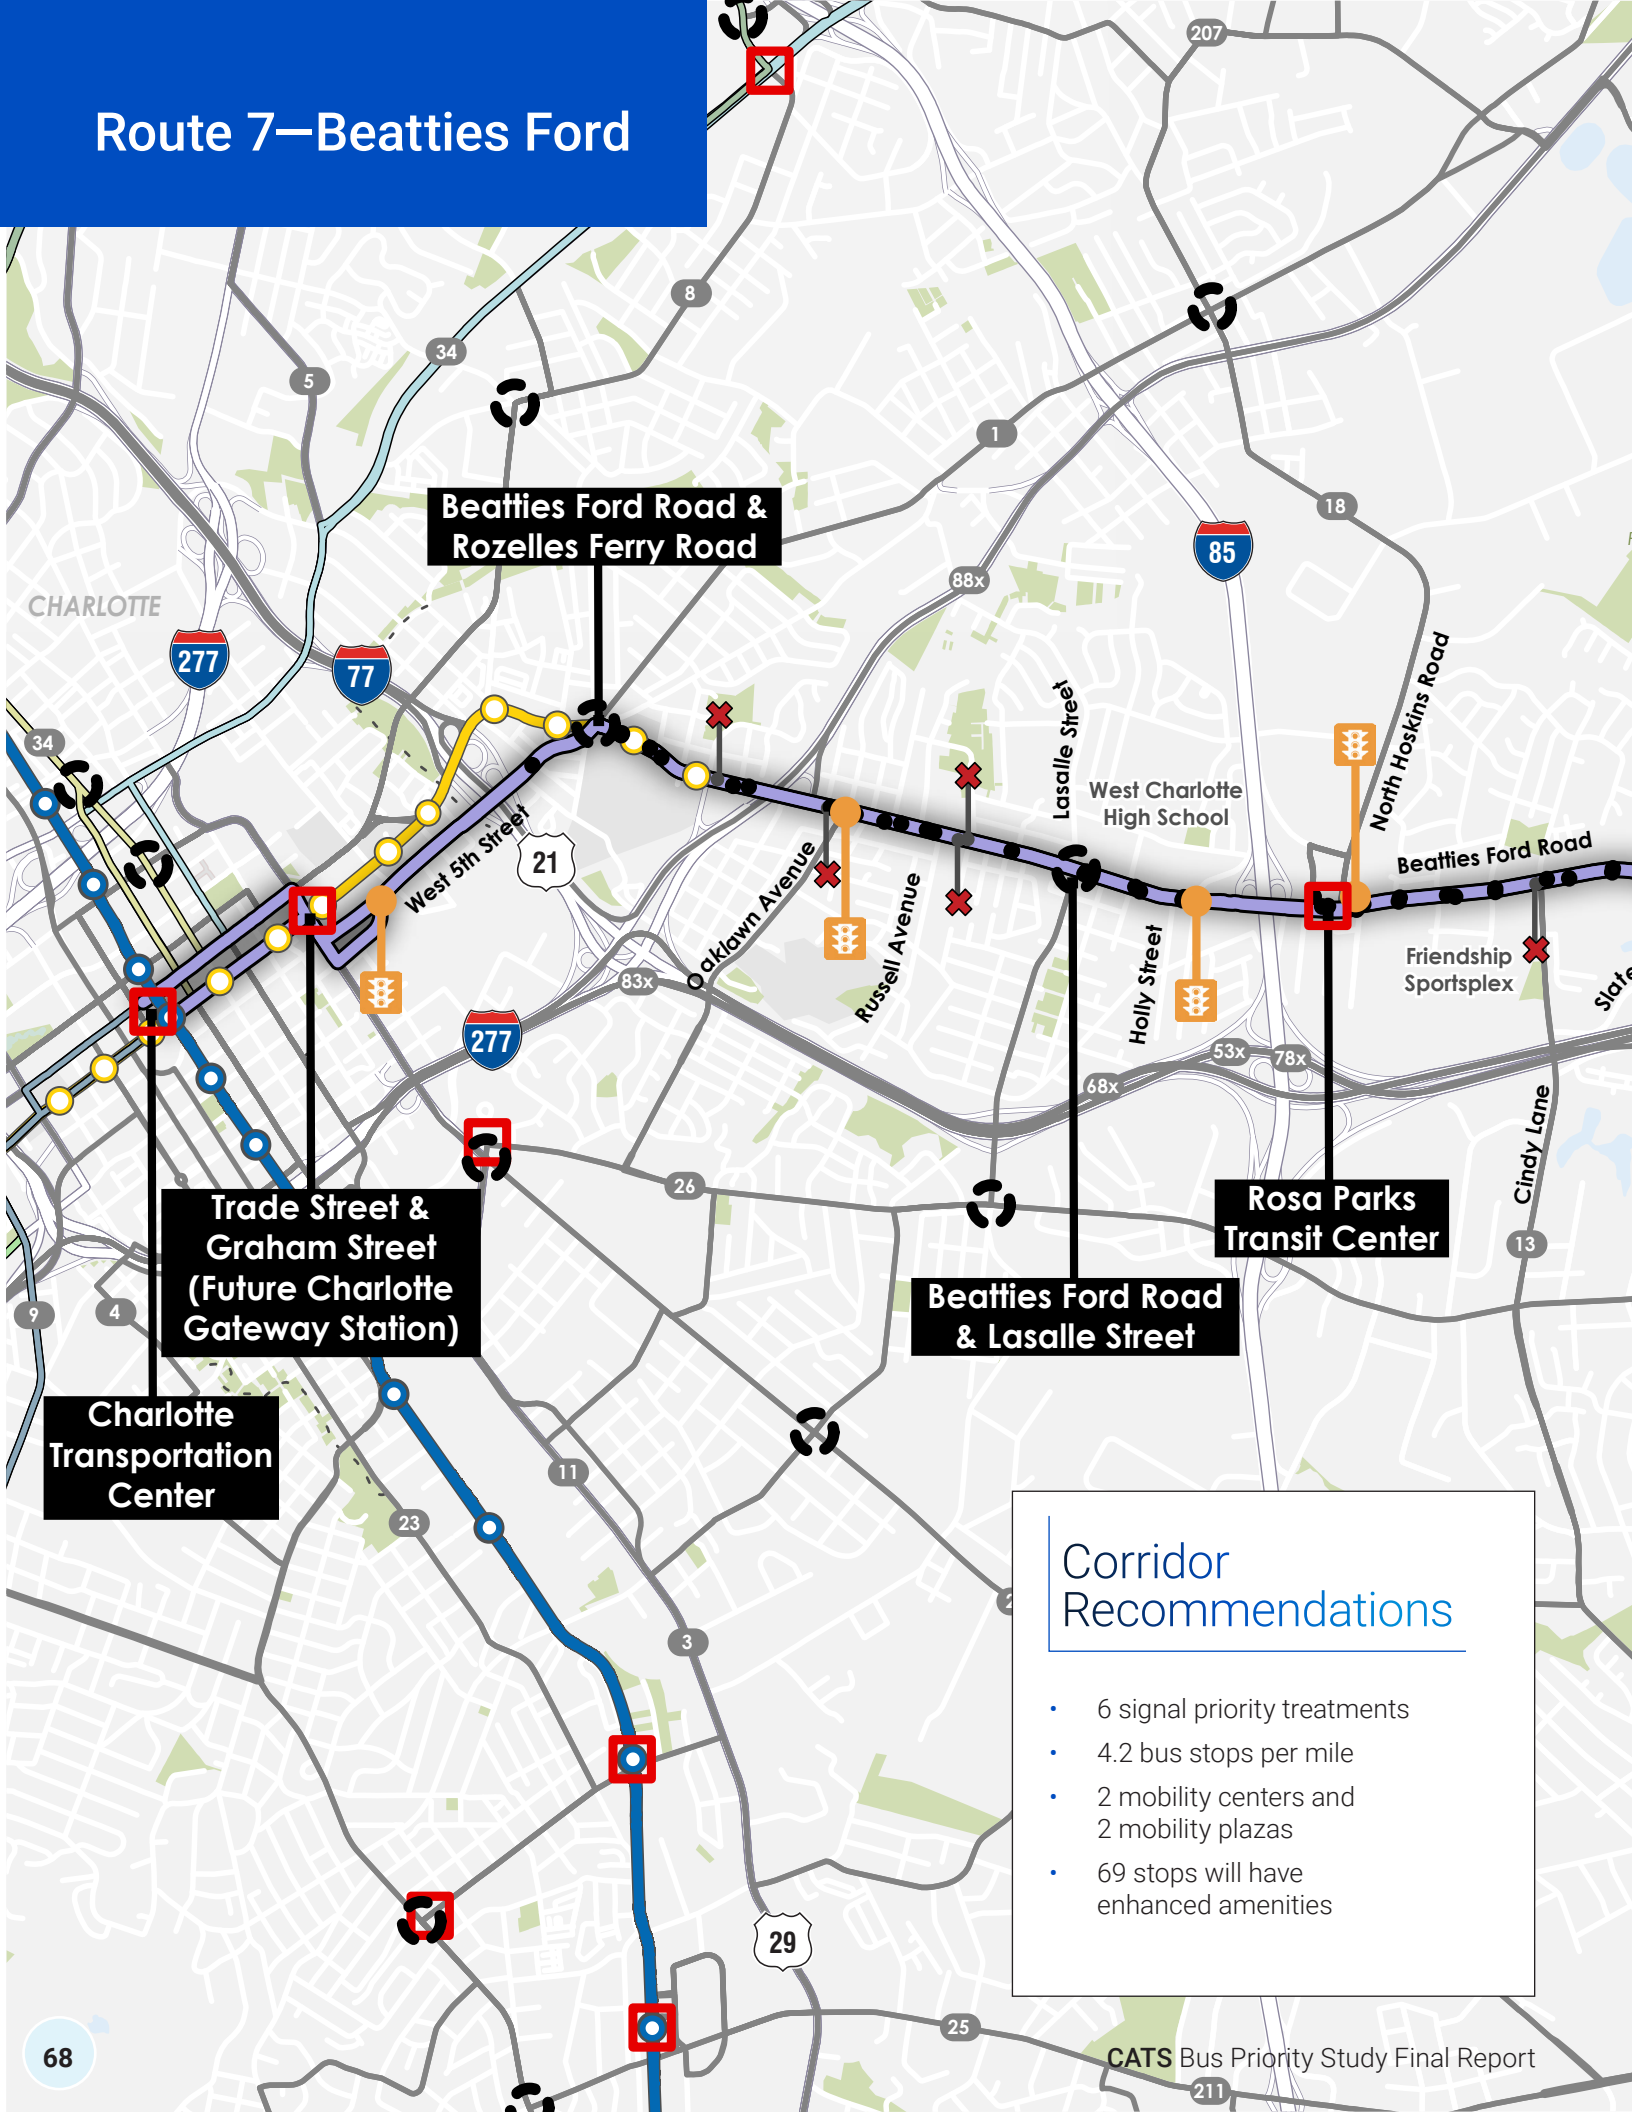 Route 7—Beatties Ford
207
8
34
5
1
18
Beatties Ford Road &
Rozelles Ferry Road
85
88x
CHARLOTTE
277
77
34
Lasalle Street
North Hoskins Road
West Charlotte
High School
Beatties Ford Road
West 5th Street
21
Oaklawn Avenue
Russell Avenue
Holly Street
Friendship
Sportsplex
83x
277
53x
78x
68x
Cindy Lane
26
13
Trade Street &
Graham Street
(Future Charlotte
Gateway Station)
Rosa Parks
Transit Center
Beatties Ford Road
& Lasalle Street
9
4
Charlotte
Transportation
Center
11
23
3
Corridor
Recommendations
• 6 signal priority treatments
• 4.2 bus stops per mile
• 2 mobility centers and
2 mobility plazas
• 69 stops will have
enhanced amenities
29
25
68
CATS Bus Priority Study Final Report
211